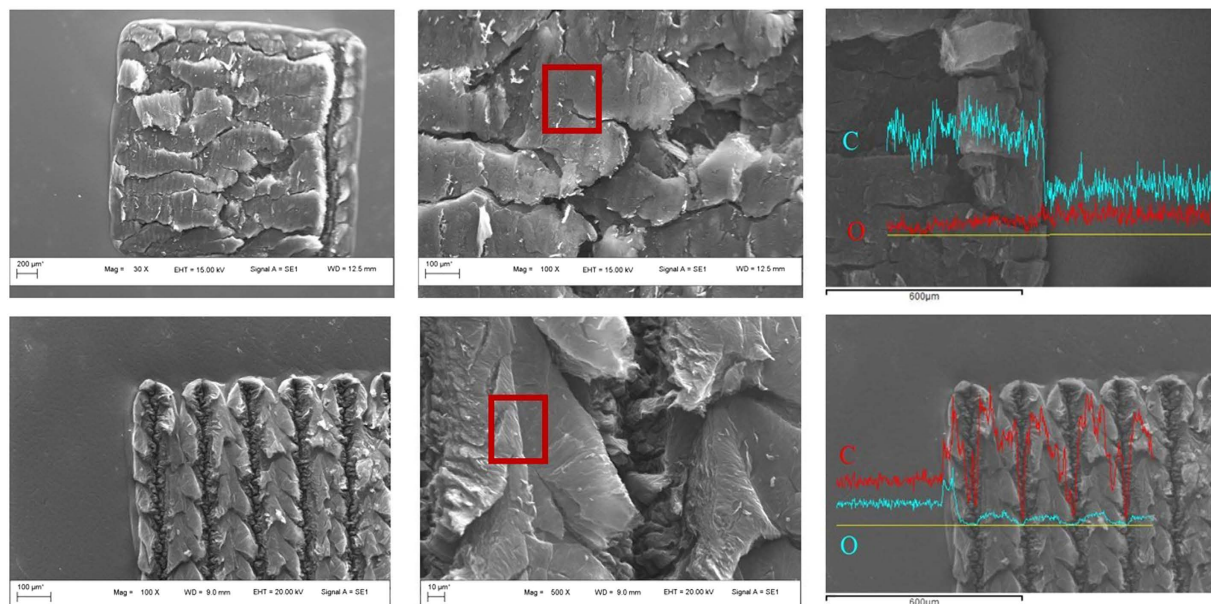 C
O
200 µm*
Mag = 30 X EHT = 15.00 kV Signal A = SE1 WD = 12.5 mm
100 µm*
Mag = 100 X EHT = 15.00 kV Signal A = SE1 WD = 12.5 mm
600µm
C
O
100 µm*
Mag = 100 X WD = 9.0 mm EHT = 20.00 kV Signal A = SE1
10 µm*
Mag = 500 X WD = 9.0 mm EHT = 20.00 kV Signal A = SE1
600µm